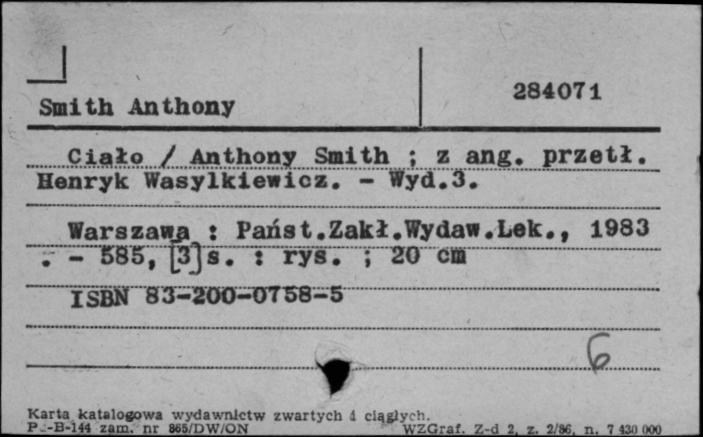 284071
Smith Anthony
Ciało / Anthony Smith ; z ang. przetł.
Henryk Wasylkiewicz. - Wyd.3.
Warszawa : Państ.Zakł.Wydaw.Lek., 1983
. - 585, [3]s. : rys. ; 20 cm
ISBN 83-200-0758-5
6
Karta katalogowa wydawnictw zwartych i ciągłych.
-B-144 zam. nr 865/DW/ON WZGraf. Z-d 2, z. 2/86, n. 7 430 000